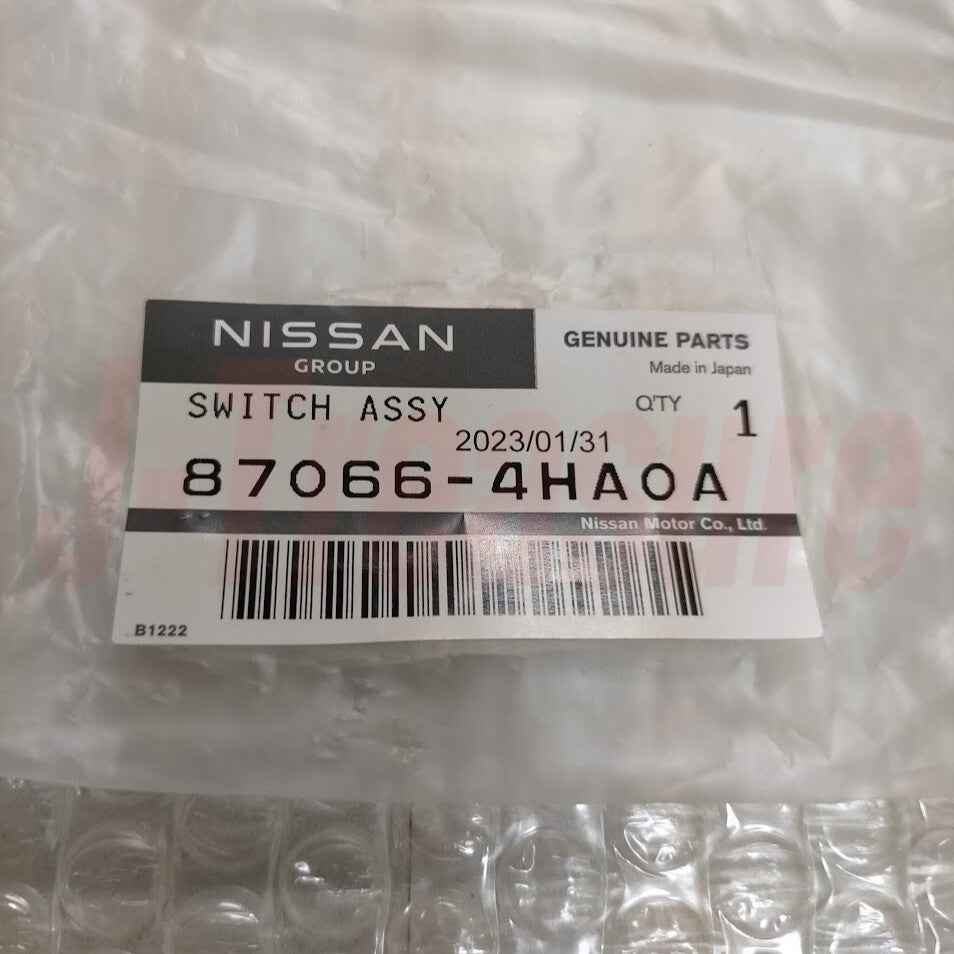 NISSAN
GROUP
GENUINE PARTS
Made in Japan
SWITCH ASSY
Q'TY 1
2023/01/31
87066-4HA0A
Nissan Motor Co., Ltd.
B1222
J-Treasure